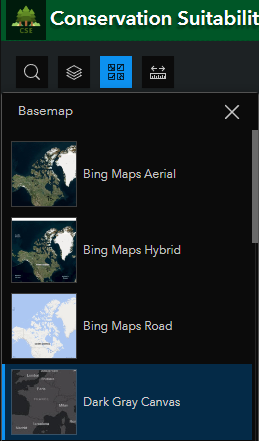 Conservation Suitabilit
CSE
Basemap
Bing Maps Aerial
Bing Maps Hybrid
Bing Maps Road
Dark Gray Canvas